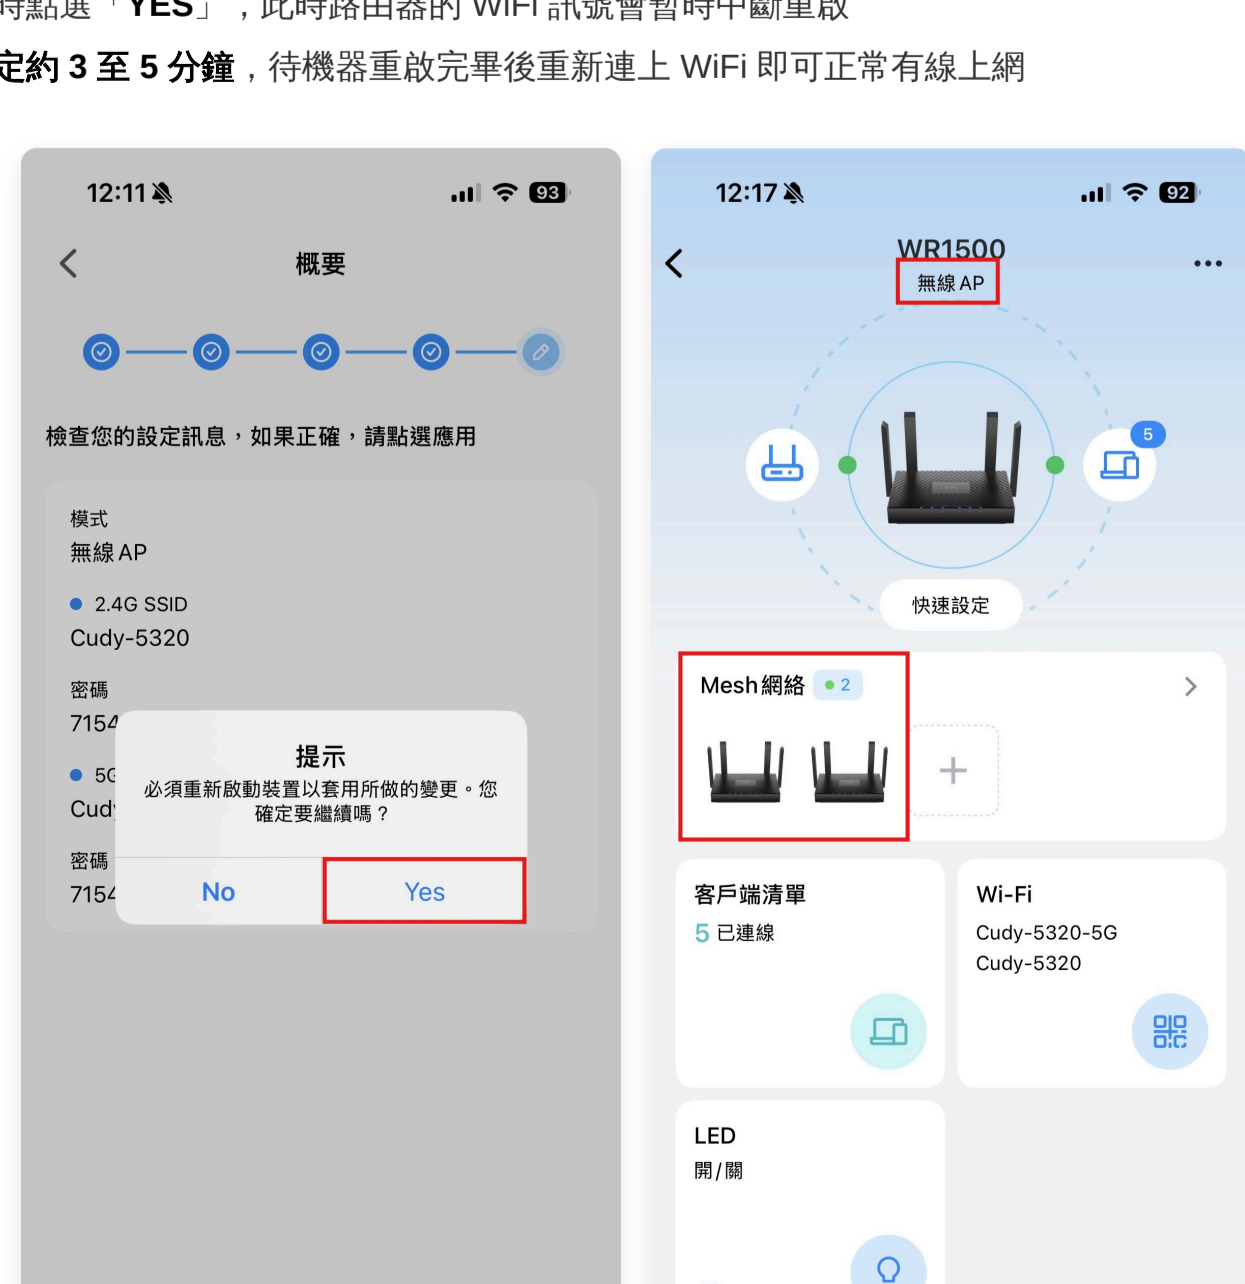 時點選「YES」，此時路由器的 WiFi 訊號會暫時中斷重啟
定約 3 至 5 分鐘，待機器重啟完畢後重新連上 WiFi 即可正常有線上網
12:11
93
概要
檢查您的設定訊息，如果正確，請點選應用
模式
無線 AP
2.4G SSID
Cudy-5320
密碼
7154
5G
Cudy
密碼
7154
提示
必須重新啟動裝置以套用所做的變更。您
確定要繼續嗎？
No
Yes
12:17
92
WR1500
無線 AP
5
快速設定
Mesh 網絡
2
客戶端清單
5 已連線
Wi-Fi
Cudy-5320-5G
Cudy-5320
LED
開/關